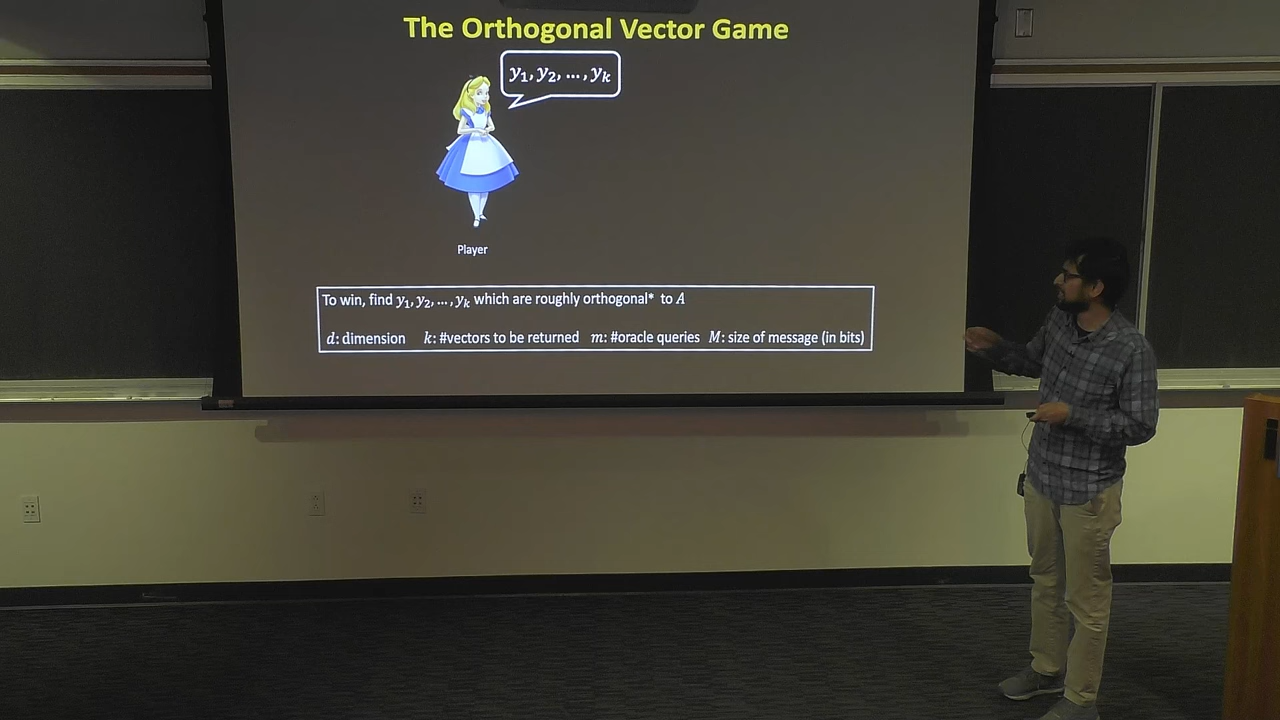 The Orthogonal Vector Game
y₁, y₂, ..., yₖ
Player
To win, find y₁, y₂, ..., yₖ which are roughly orthogonal* to A
d: dimension k: #vectors to be returned m: #oracle queries M: size of message (in bits)